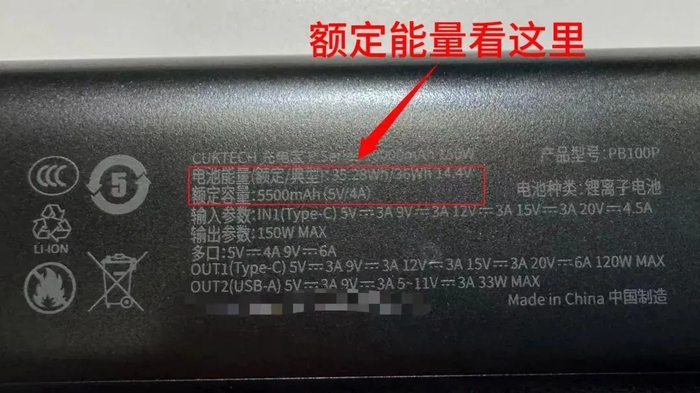 额定能量看这里
CUKTECH
产品型号:PB100P
电池能量(额定/典型):35.28Wh/36Wh 14.4V
额定容量:5500mAh (5V/4A)
电池种类:锂离子电池
输入参数:IN1(Type-C) 5V⎓3A 9V⎓3A 12V⎓3A 15V⎓3A 20V⎓4.5A
输出参数:150W MAX
多口:5V⎓4A 9V⎓6A
OUT1(Type-C) 5V⎓3A 9V⎓3A 12V⎓3A 15V⎓3A 20V⎓6A 120W MAX
OUT2(USB-A) 5V⎓3A 9V⎓3A 5-11V⎓3A 33W MAX
Made in China 中国制造
CCC
5
LI-ION